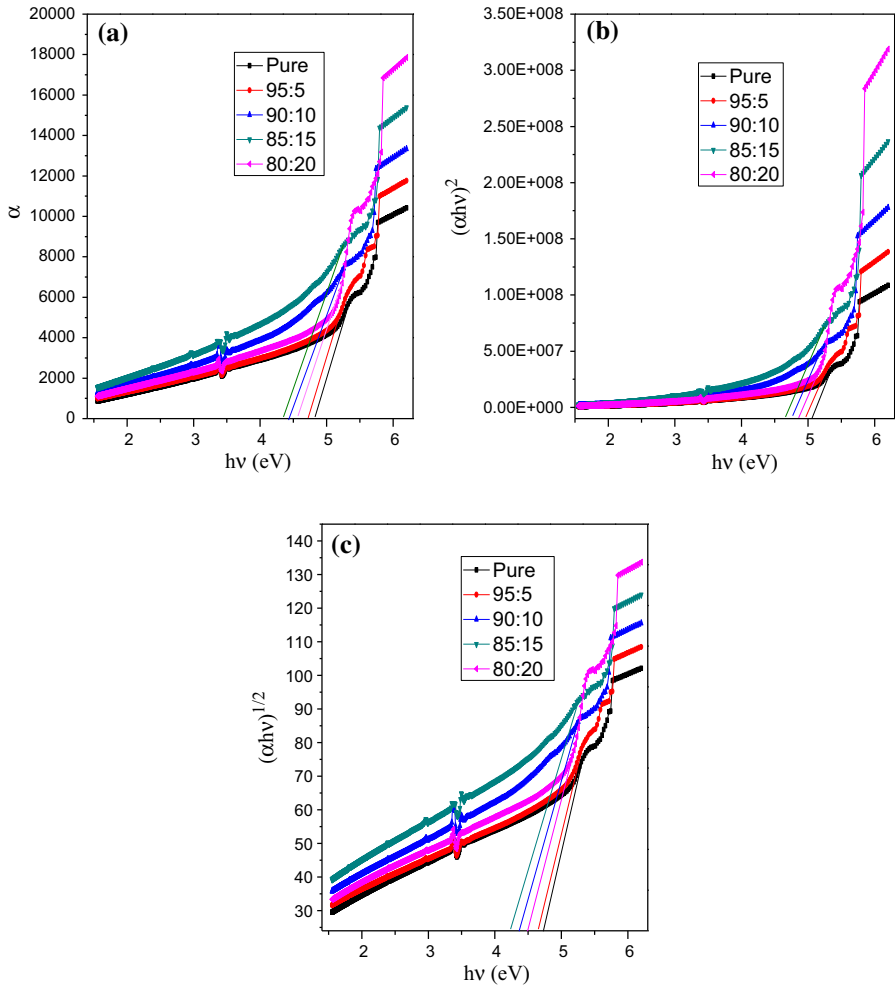 (a)
20000
18000
16000
14000
12000
10000
8000
6000
4000
2000
0
α
Pure
95:5
90:10
85:15
80:20
2 3 4 5 6
hν (eV)
(b)
3.50E+008
3.00E+008
2.50E+008
2.00E+008
1.50E+008
1.00E+008
5.00E+007
0.00E+000
(αhν)²
Pure
95:5
90:10
85:15
80:20
2 3 4 5 6
hν (eV)
(c)
140
130
120
110
100
90
80
70
60
50
40
30
(αhν)^1/2
Pure
95:5
90:10
85:15
80:20
2 3 4 5 6
hν (eV)